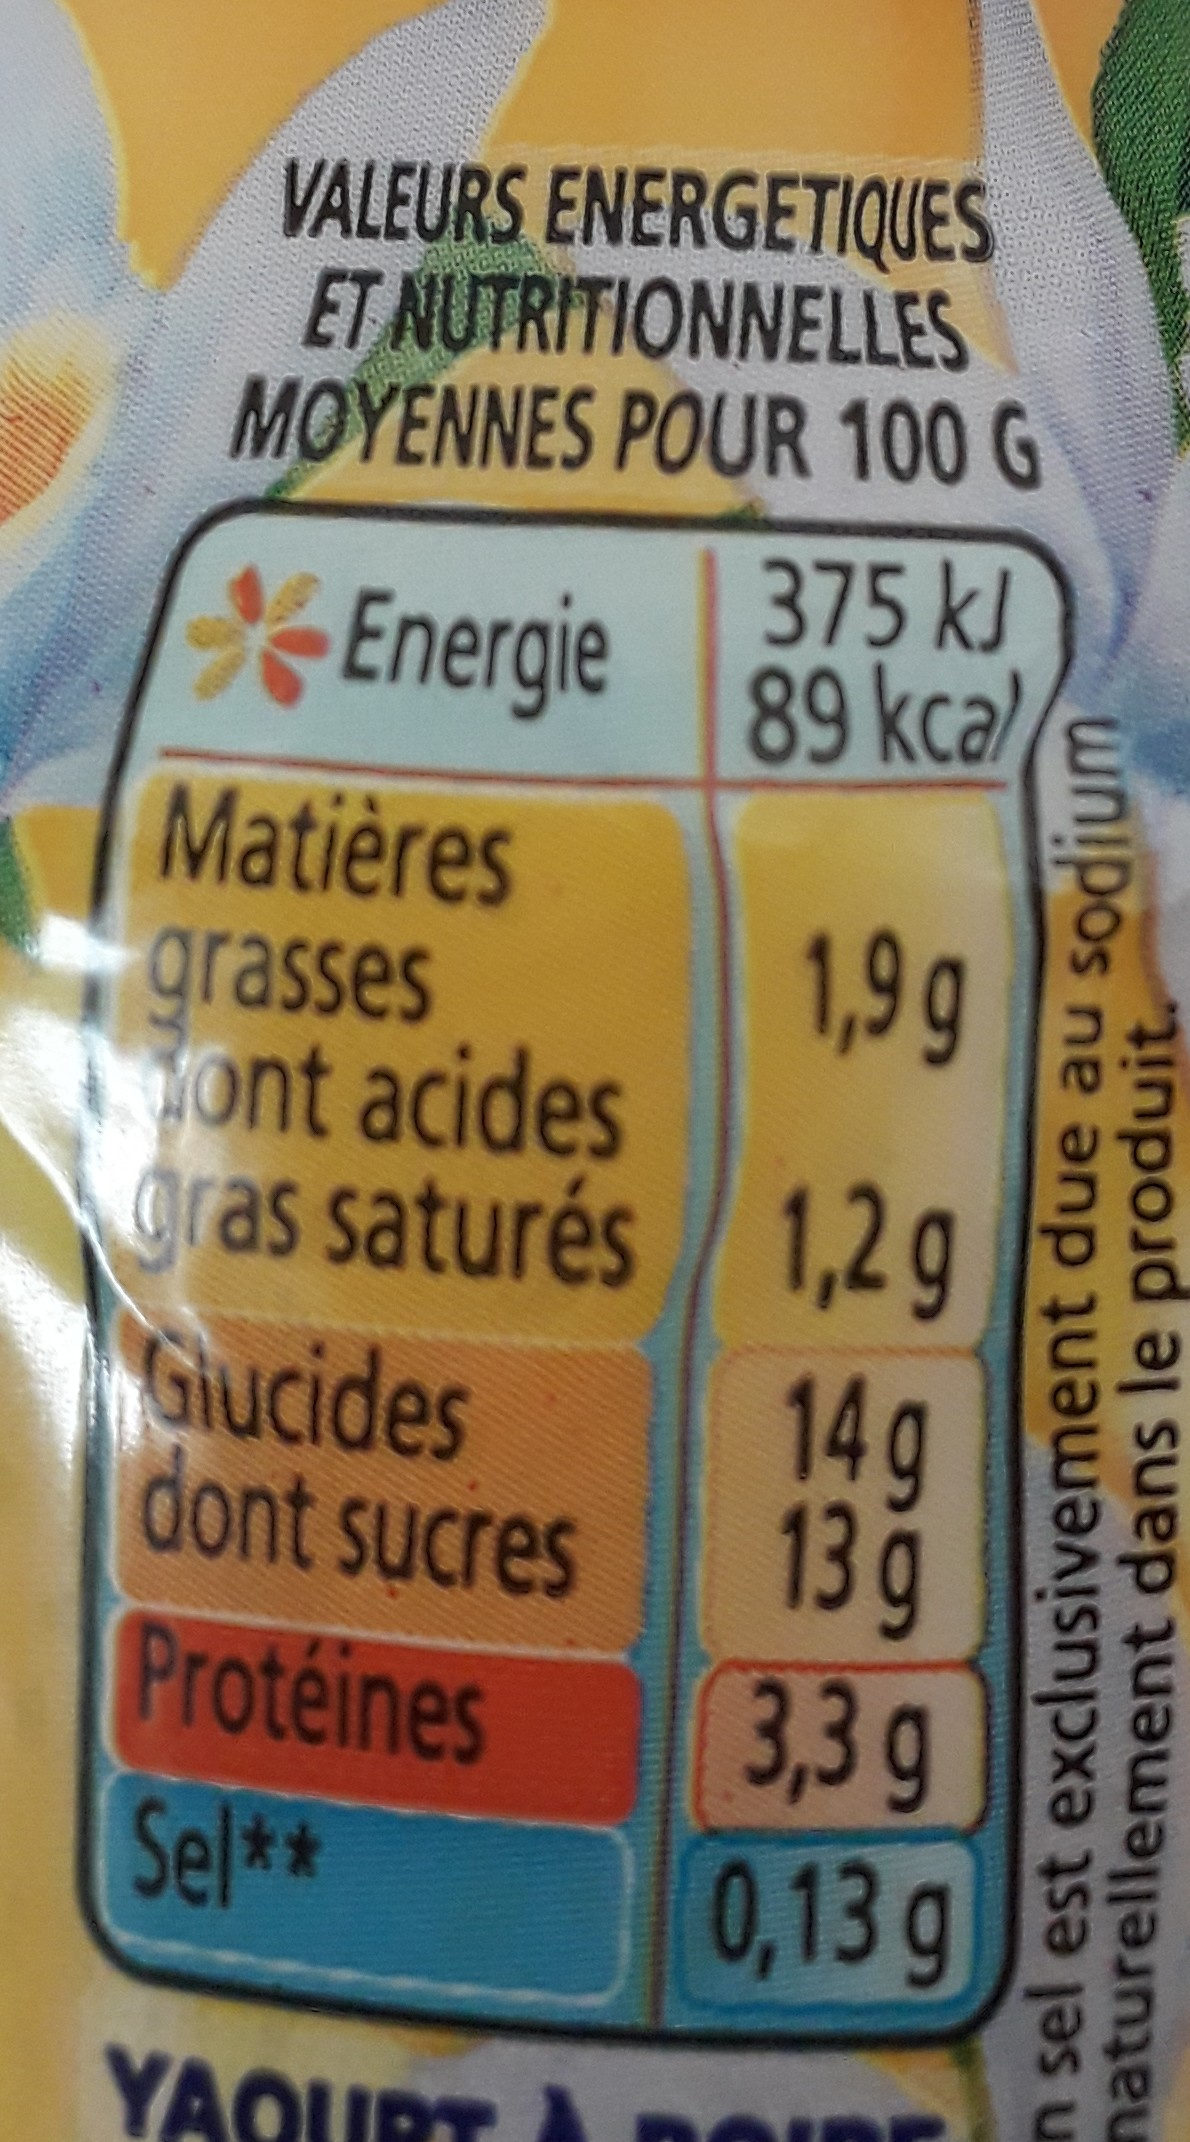 VALEURS ENERGETIQUES
ET NUTRITIONNELLES
MOYENNES POUR 100 G
Energie 375 kJ
89 kcal
Matières
grasses 1,9 g
dont acides
gras saturés 1,2 g
Glucides 14 g
dont sucres 13 g
Protéines 3,3 g
Sel** 0,13 g
sel est exclusivement due au sodium
naturellement dans le produit.
YAOURT À BOIRE